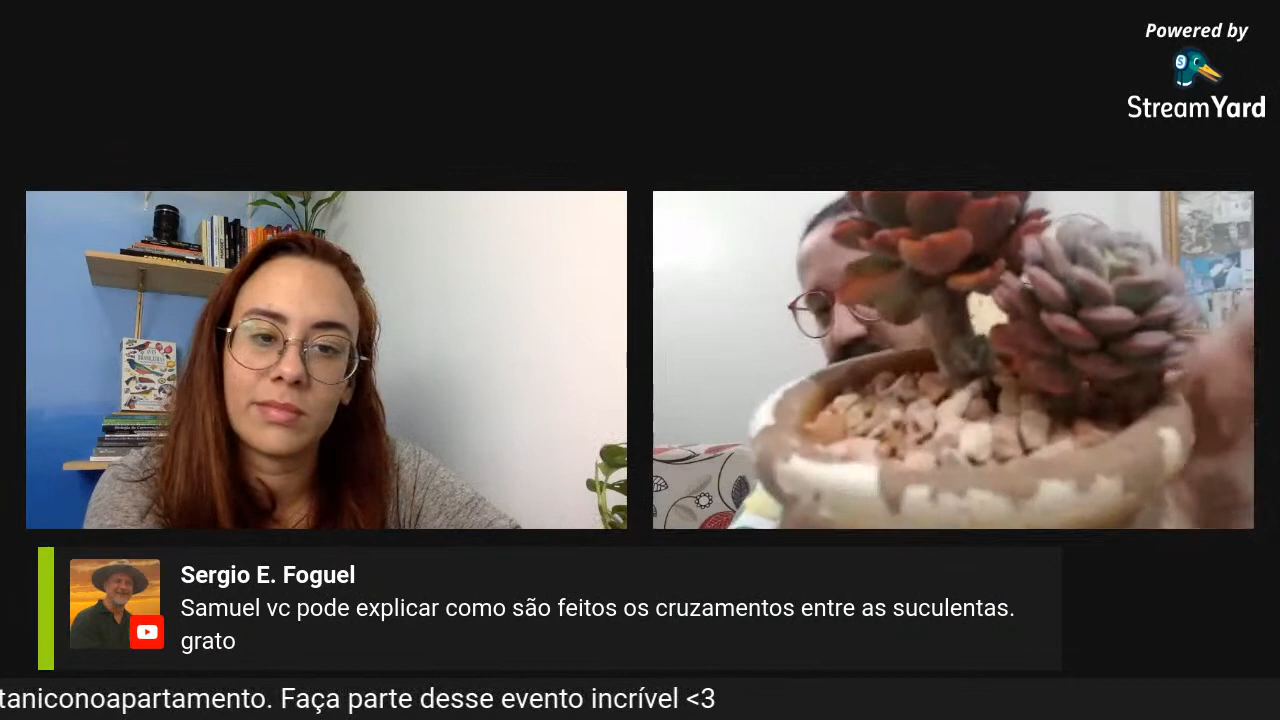 Powered by
StreamYard
Sergio E. Foguel
Samuel vc pode explicar como são feitos os cruzamentos entre as suculentas.
grato
taniconoapartamento. Faça parte desse evento incrível <3